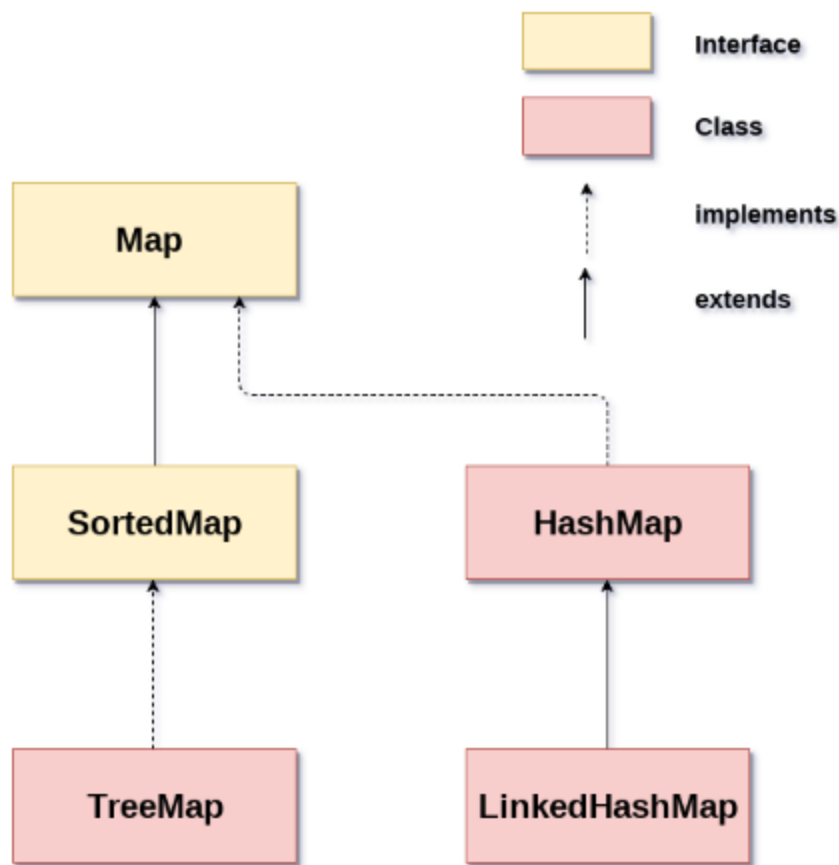 Interface
Class
implements
extends
Map
SortedMap
HashMap
TreeMap
LinkedHashMap